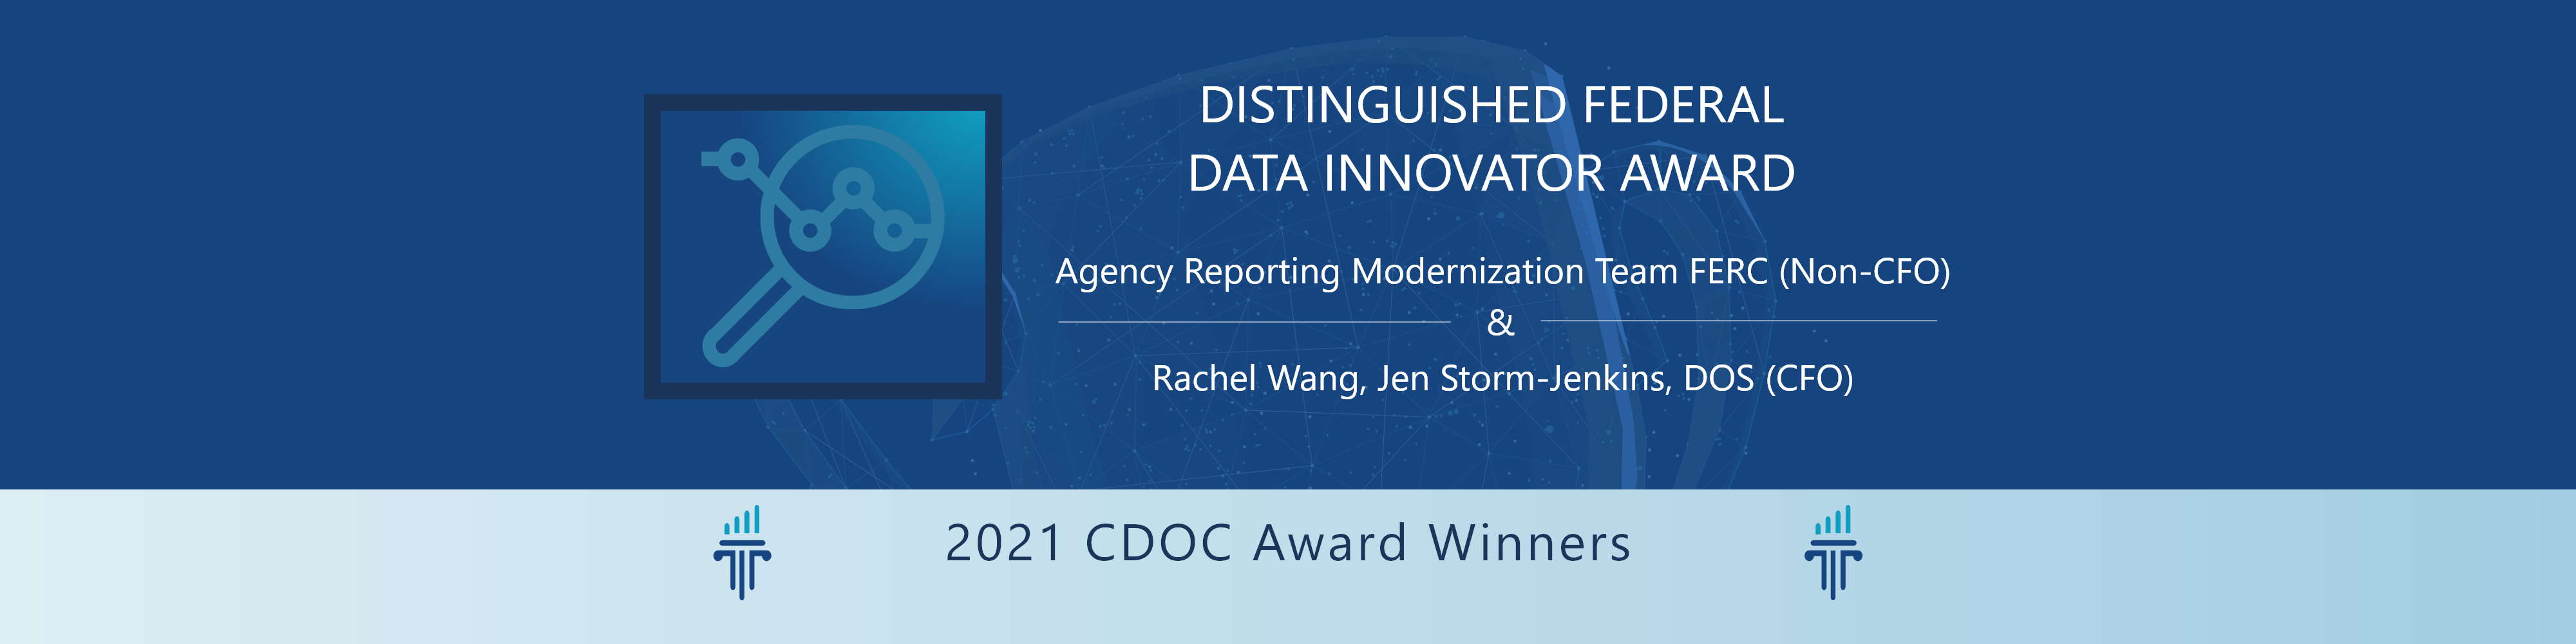 DISTINGUISHED FEDERAL
DATA INNOVATOR AWARD
Agency Reporting Modernization Team FERC (Non-CFO)
&
Rachel Wang, Jen Storm-Jenkins, DOS (CFO)
2021 CDOC Award Winners